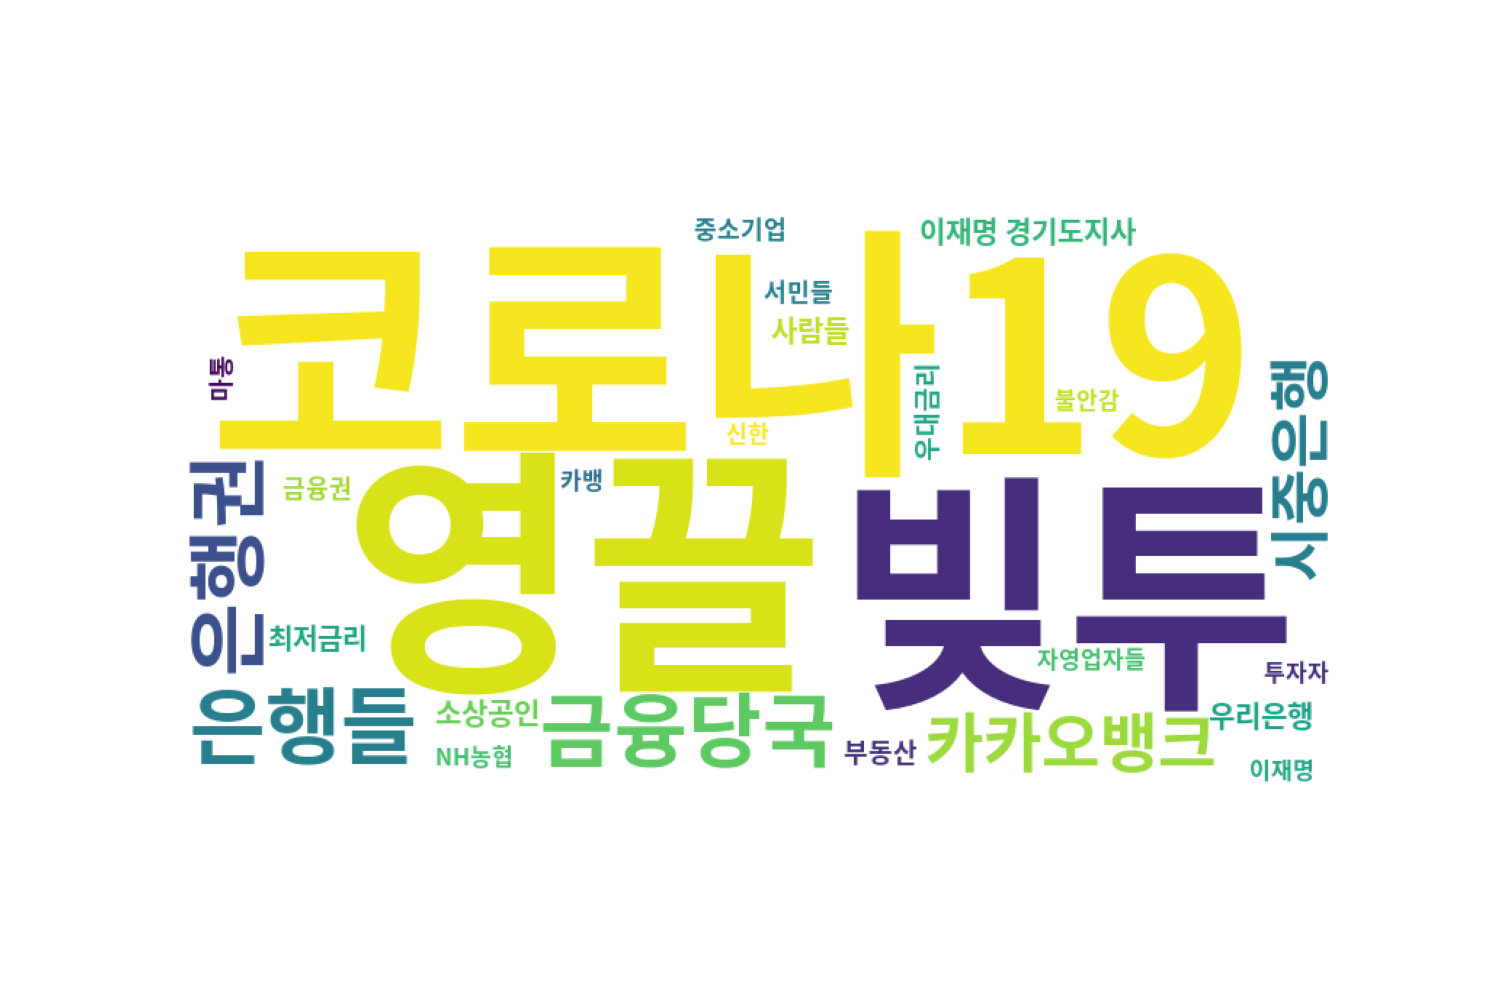 중소기업
이재명 경기도지사
코로나19
서민들
사람들
마통
우대금리
불안감
시중은행
신한
은행권
금융권
영끌
카뱅
빚투
최저금리
자영업자들
투자자
은행들
소상공인
금융당국
카카오뱅크
우리은행
NH농협
부동산
이재명